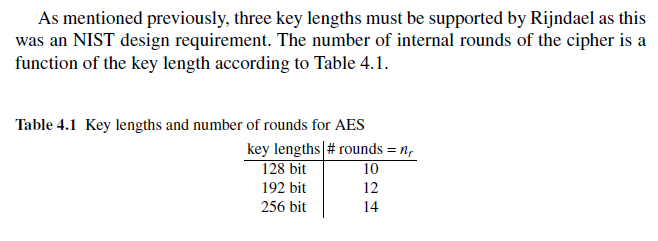 As mentioned previously, three key lengths must be supported by Rijndael as this
was an NIST design requirement. The number of internal rounds of the cipher is a
function of the key length according to Table 4.1.
Table 4.1 Key lengths and number of rounds for AES
key lengths # rounds = nr
128 bit 10
192 bit 12
256 bit 14